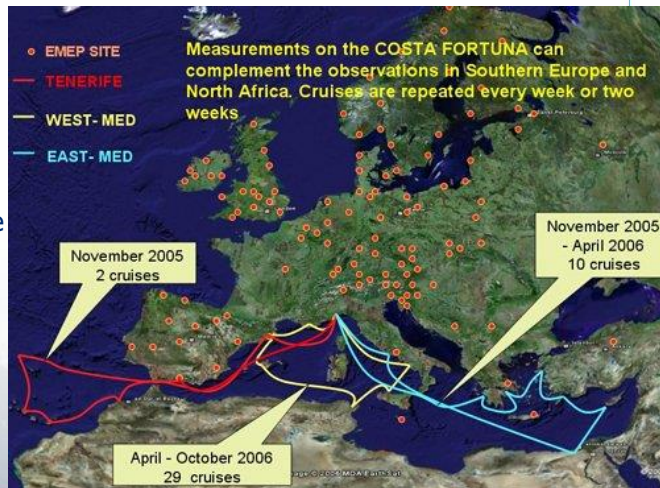 EMEP SITE
TENERIFE
WEST- MED
EAST- MED
Measurements on the COSTA FORTUNA can
complement the observations in Southern Europe and
North Africa. Cruises are repeated every week or two
weeks
e
November 2005
2 cruises
November 2005
- April 2006
10 cruises
April - October 2006
29 cruises